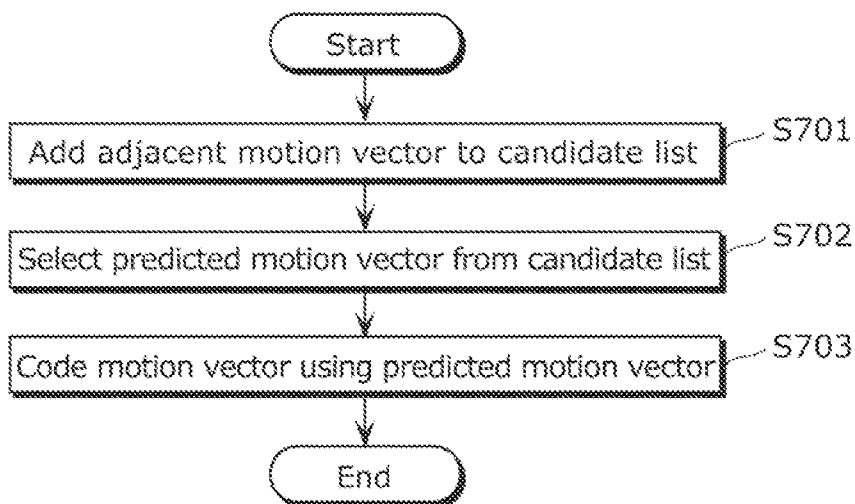 Start
Add adjacent motion vector to candidate list
S701
Select predicted motion vector from candidate list
S702
Code motion vector using predicted motion vector
S703
End